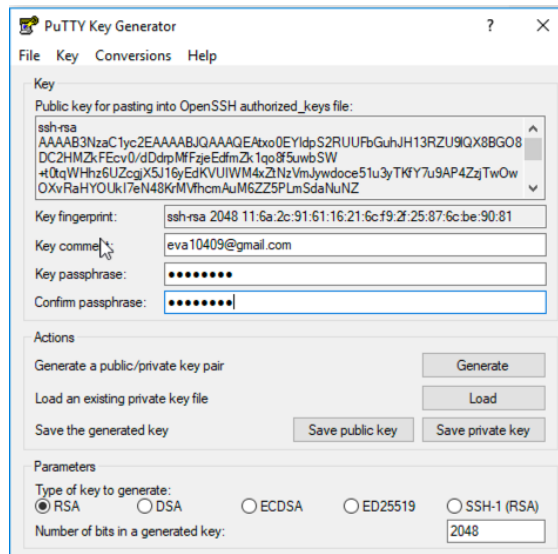 PuTTY Key Generator
File Key Conversions Help
Key
Public key for pasting into OpenSSH authorized_keys file:
ssh-rsa
AAAAB3NzaC1yc2EAAAABJQAAAQEAtxo0EYIdpS2RUUFbGuhJH13RZU9IQX8BGO8
DC2HMZkFEcv0/dDdrpMfFzjeEdfmZk1qo8f5uwbSW
+t0tqWHhz6UZcgjX5J16yEdKVUIWM4xZtNzVmJywdoce51u3yTKfY7u9AP4ZzjTwOw
OXvRaHYOUkI7eN48KrMVfhcmAuM6ZZ5PLmSdaNuNZ
Key fingerprint: ssh-rsa 2048 11:6a:2c:91:61:16:21:6c:f9:2f:25:87:6c:be:90:81
Key comment: eva10409@gmail.com
Key passphrase: ●●●●●●●●
Confirm passphrase: ●●●●●●●●
Actions
Generate a public/private key pair Generate
Load an existing private key file Load
Save the generated key Save public key Save private key
Parameters
Type of key to generate:
RSA DSA ECDSA ED25519 SSH-1 (RSA)
Number of bits in a generated key: 2048